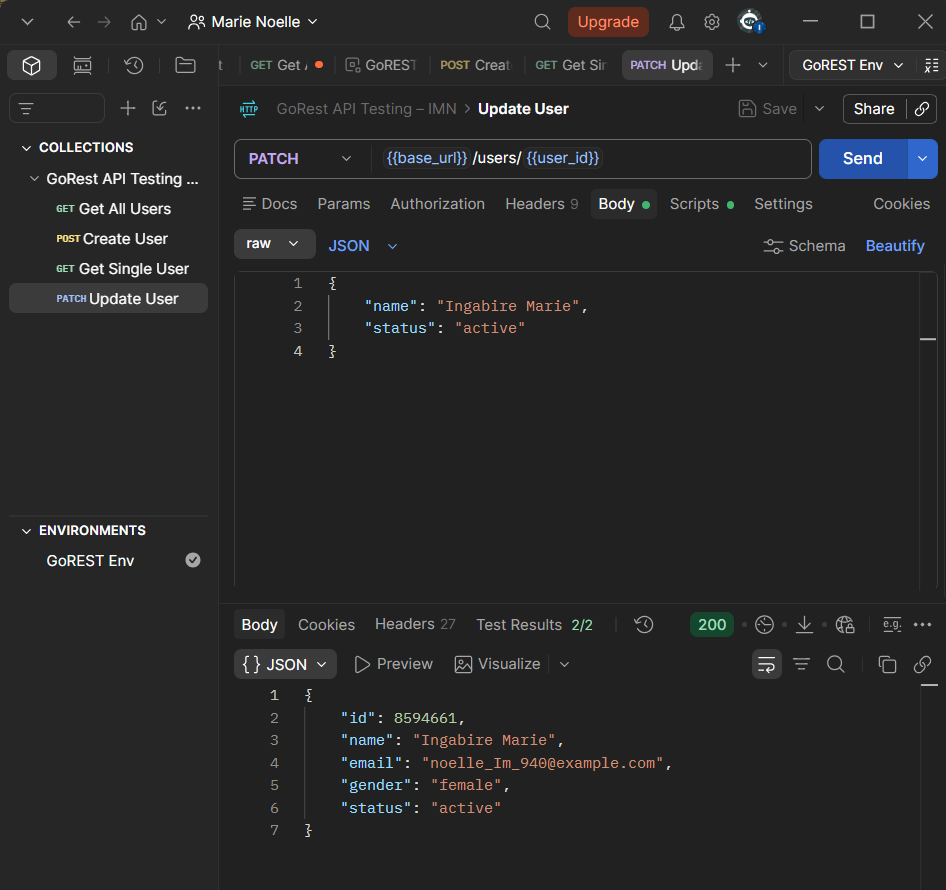 Marie Noelle
Upgrade
GET Get
GoREST
POST Creat
GET Get Sin
PATCH Upda
GoREST Env
GoRest API Testing – IMN > Update User
Save
Share
COLLECTIONS
GoRest API Testing ...
GET Get All Users
POST Create User
GET Get Single User
PATCH Update User
ENVIRONMENTS
GoREST Env
PATCH
{{base_url}} /users/ {{user_id}}
Send
Docs Params Authorization Headers 9 Body Scripts Settings Cookies
raw JSON Schema Beautify
1 {
2 "name": "Ingabire Marie",
3 "status": "active"
4 }
Body Cookies Headers 27 Test Results 2/2 200 e.g.
{} JSON Preview Visualize
1 {
2 "id": 8594661,
3 "name": "Ingabire Marie",
4 "email": "noelle_Im_940@example.com",
5 "gender": "female",
6 "status": "active"
7 }